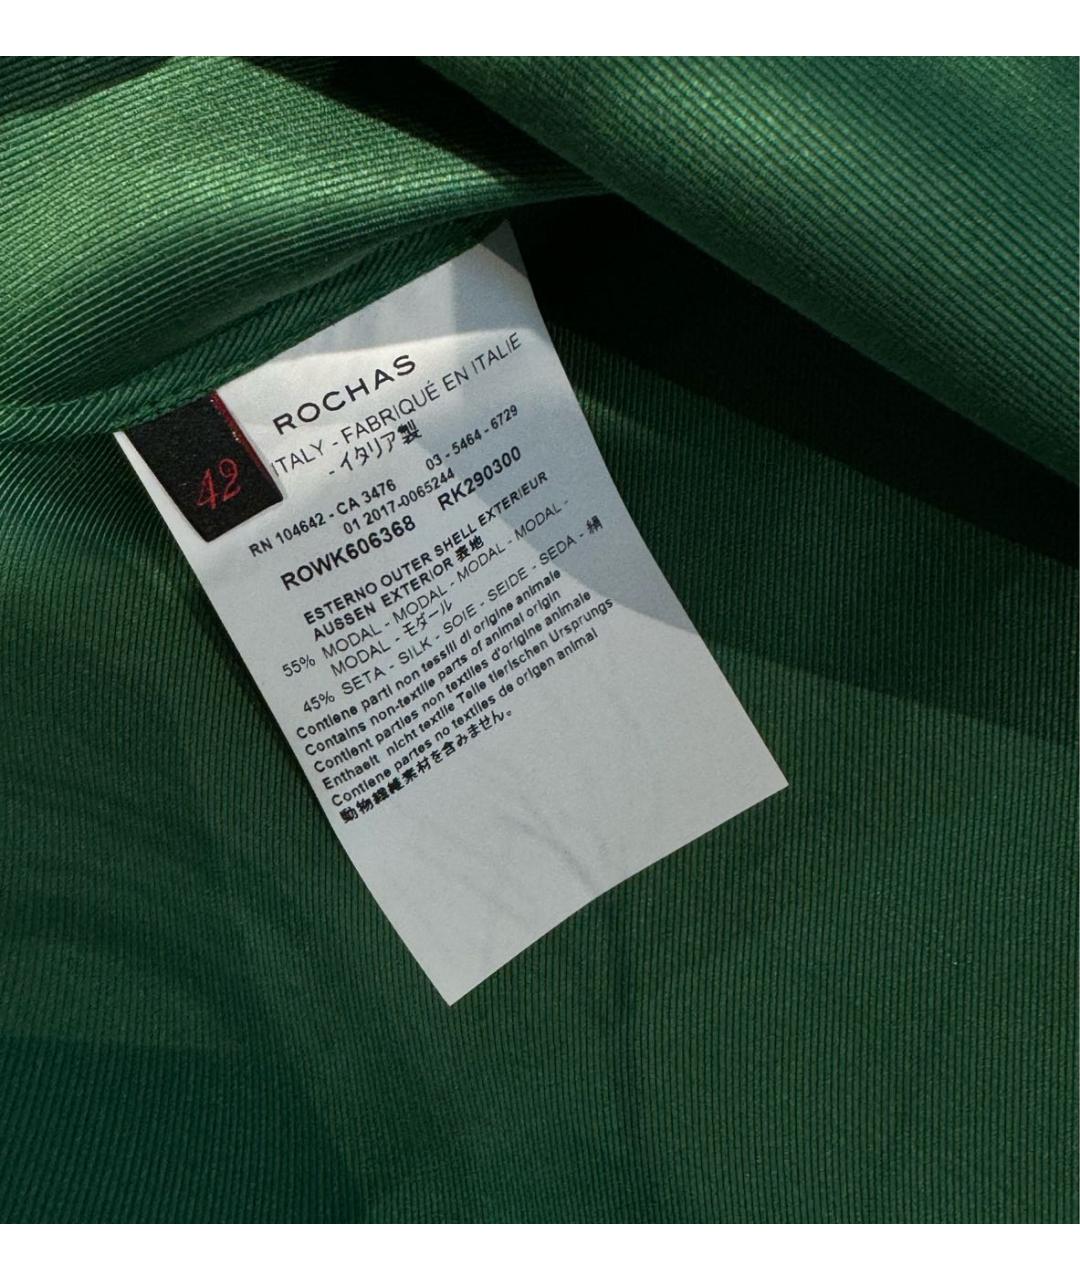 ROCHAS
ITALY - FABRIQUÉ EN ITALIE
- イタリア製
42
RN 104642 - CA 3476 03 - 5464 - 6729
01 2017-0065244
ROWK606368 RK290300
ESTERNO OUTER SHELL EXTERIEUR
AUSSEN EXTERIOR 表地
55% MODAL - MODAL - MODAL - MODAL -
MODAL - モダール
45% SETA - SILK - SOIE - SEIDE - SEDA - 絹
Contiene parti non tessili di origine animale
Contains non-textile parts of animal origin
Contient parties non textiles d'origine animale
Enthaelt nicht textile Teile tierischen Ursprungs
Contiene partes no textiles de origen animal
動物繊維素材を含みません。